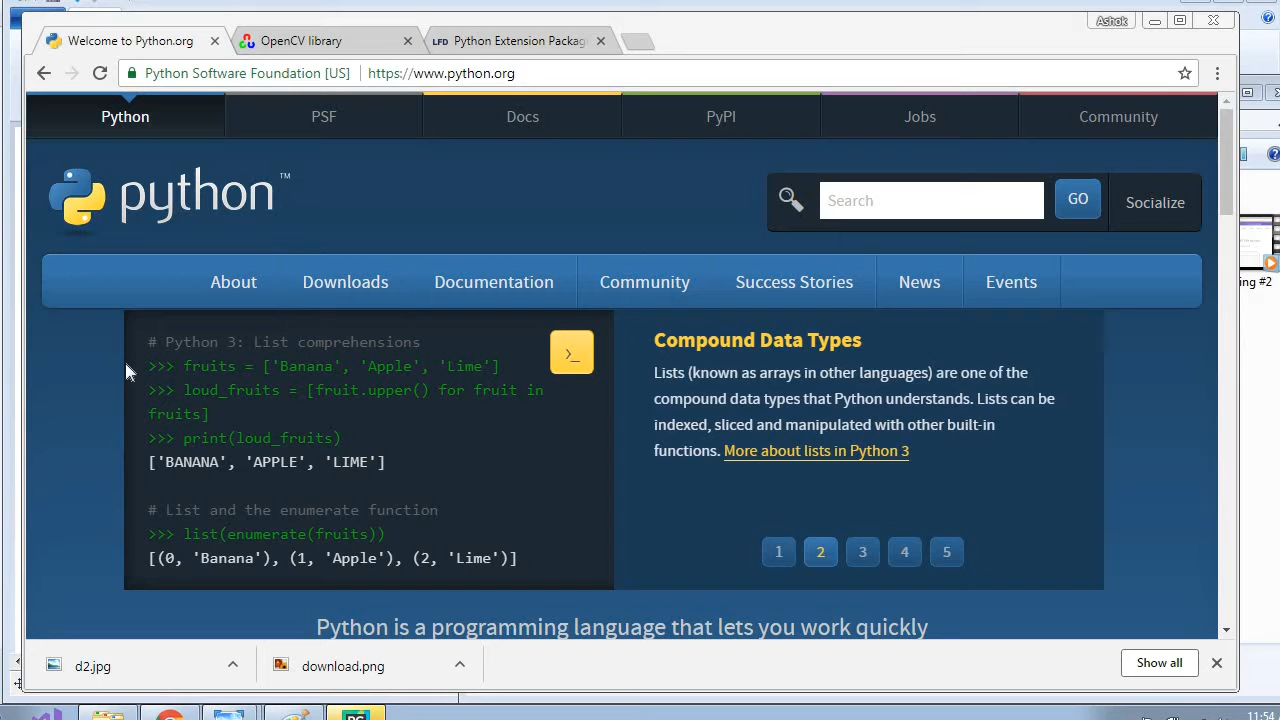 Ashok
Welcome to Python.org
OpenCV library
LFD Python Extension Packag
Python Software Foundation [US] https://www.python.org
Python PSF Docs PyPI Jobs Community
python™
Search GO Socialize
About Downloads Documentation Community Success Stories News Events
# Python 3: List comprehensions
>>> fruits = ['Banana', 'Apple', 'Lime']
>>> loud_fruits = [fruit.upper() for fruit in
fruits]
>>> print(loud_fruits)
['BANANA', 'APPLE', 'LIME']
# List and the enumerate function
>>> list(enumerate(fruits))
[(0, 'Banana'), (1, 'Apple'), (2, 'Lime')]
>_
Compound Data Types
Lists (known as arrays in other languages) are one of the
compound data types that Python understands. Lists can be
indexed, sliced and manipulated with other built-in
functions. More about lists in Python 3
1 2 3 4 5
Python is a programming language that lets you work quickly
ing #2
d2.jpg
download.png
Show all
PC
11:54